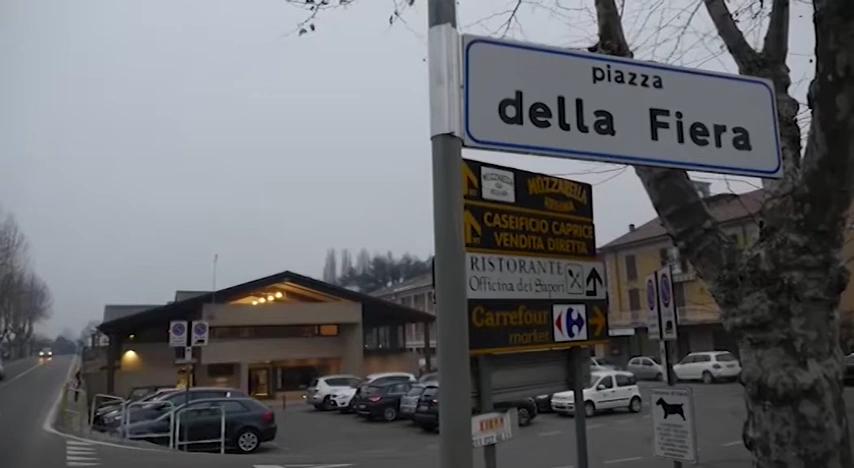 piazza
della Fiera
MOZZARELLA
CASEIFICIO CAPRICE
VENDITA DIRETTA
RISTORANTE
Officina dei Sapori
Carrefour
market